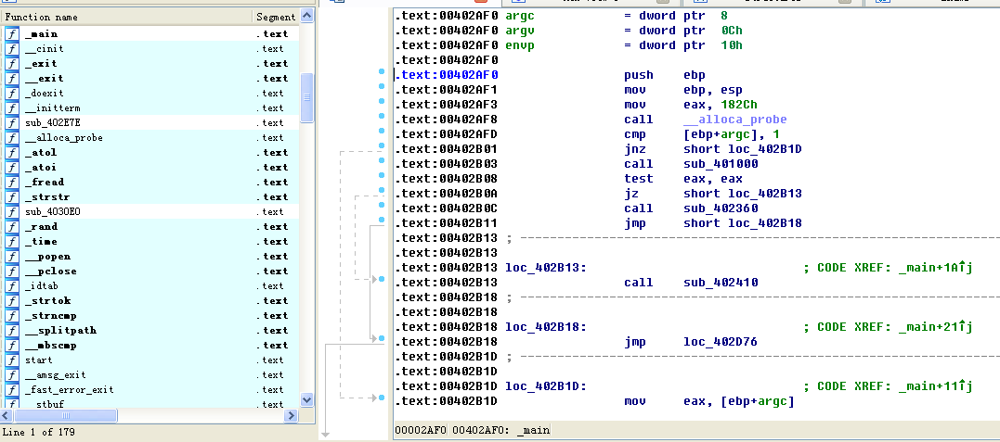 Function name Segment
f _main .text
f __cinit .text
f _exit .text
f __exit .text
f _doexit .text
f __initterm .text
f sub_402E7E .text
f __alloca_probe .text
f _atol .text
f _atoi .text
f _fread .text
f _strstr .text
f sub_4030E0 .text
f _rand .text
f _time .text
f __popen .text
f __pclose .text
f _idtab .text
f _strtok .text
f _strncmp .text
f __splitpath .text
f __mbscmp .text
f start .text
f __amsg_exit .text
f _fast_error_exit .text
f __stbuf .text
Line 1 of 179
.text:00402AF0 argc = dword ptr 8
.text:00402AF0 argv = dword ptr 0Ch
.text:00402AF0 envp = dword ptr 10h
.text:00402AF0
.text:00402AF0 push ebp
.text:00402AF1 mov ebp, esp
.text:00402AF3 mov eax, 182Ch
.text:00402AF8 call __alloca_probe
.text:00402AFD cmp [ebp+argc], 1
.text:00402B01 jnz short loc_402B1D
.text:00402B03 call sub_401000
.text:00402B08 test eax, eax
.text:00402B0A jz short loc_402B13
.text:00402B0C call sub_402360
.text:00402B11 jmp short loc_402B18
.text:00402B13 ; ---------------------------------------------------------------------------
.text:00402B13
.text:00402B13 loc_402B13: ; CODE XREF: _main+1A↑j
.text:00402B13 call sub_402410
.text:00402B18 ; ---------------------------------------------------------------------------
.text:00402B18
.text:00402B18 loc_402B18: ; CODE XREF: _main+21↑j
.text:00402B18 jmp loc_402D76
.text:00402B1D ; ---------------------------------------------------------------------------
.text:00402B1D
.text:00402B1D loc_402B1D: ; CODE XREF: _main+11↑j
.text:00402B1D mov eax, [ebp+argc]
00002AF0 00402AF0: _main